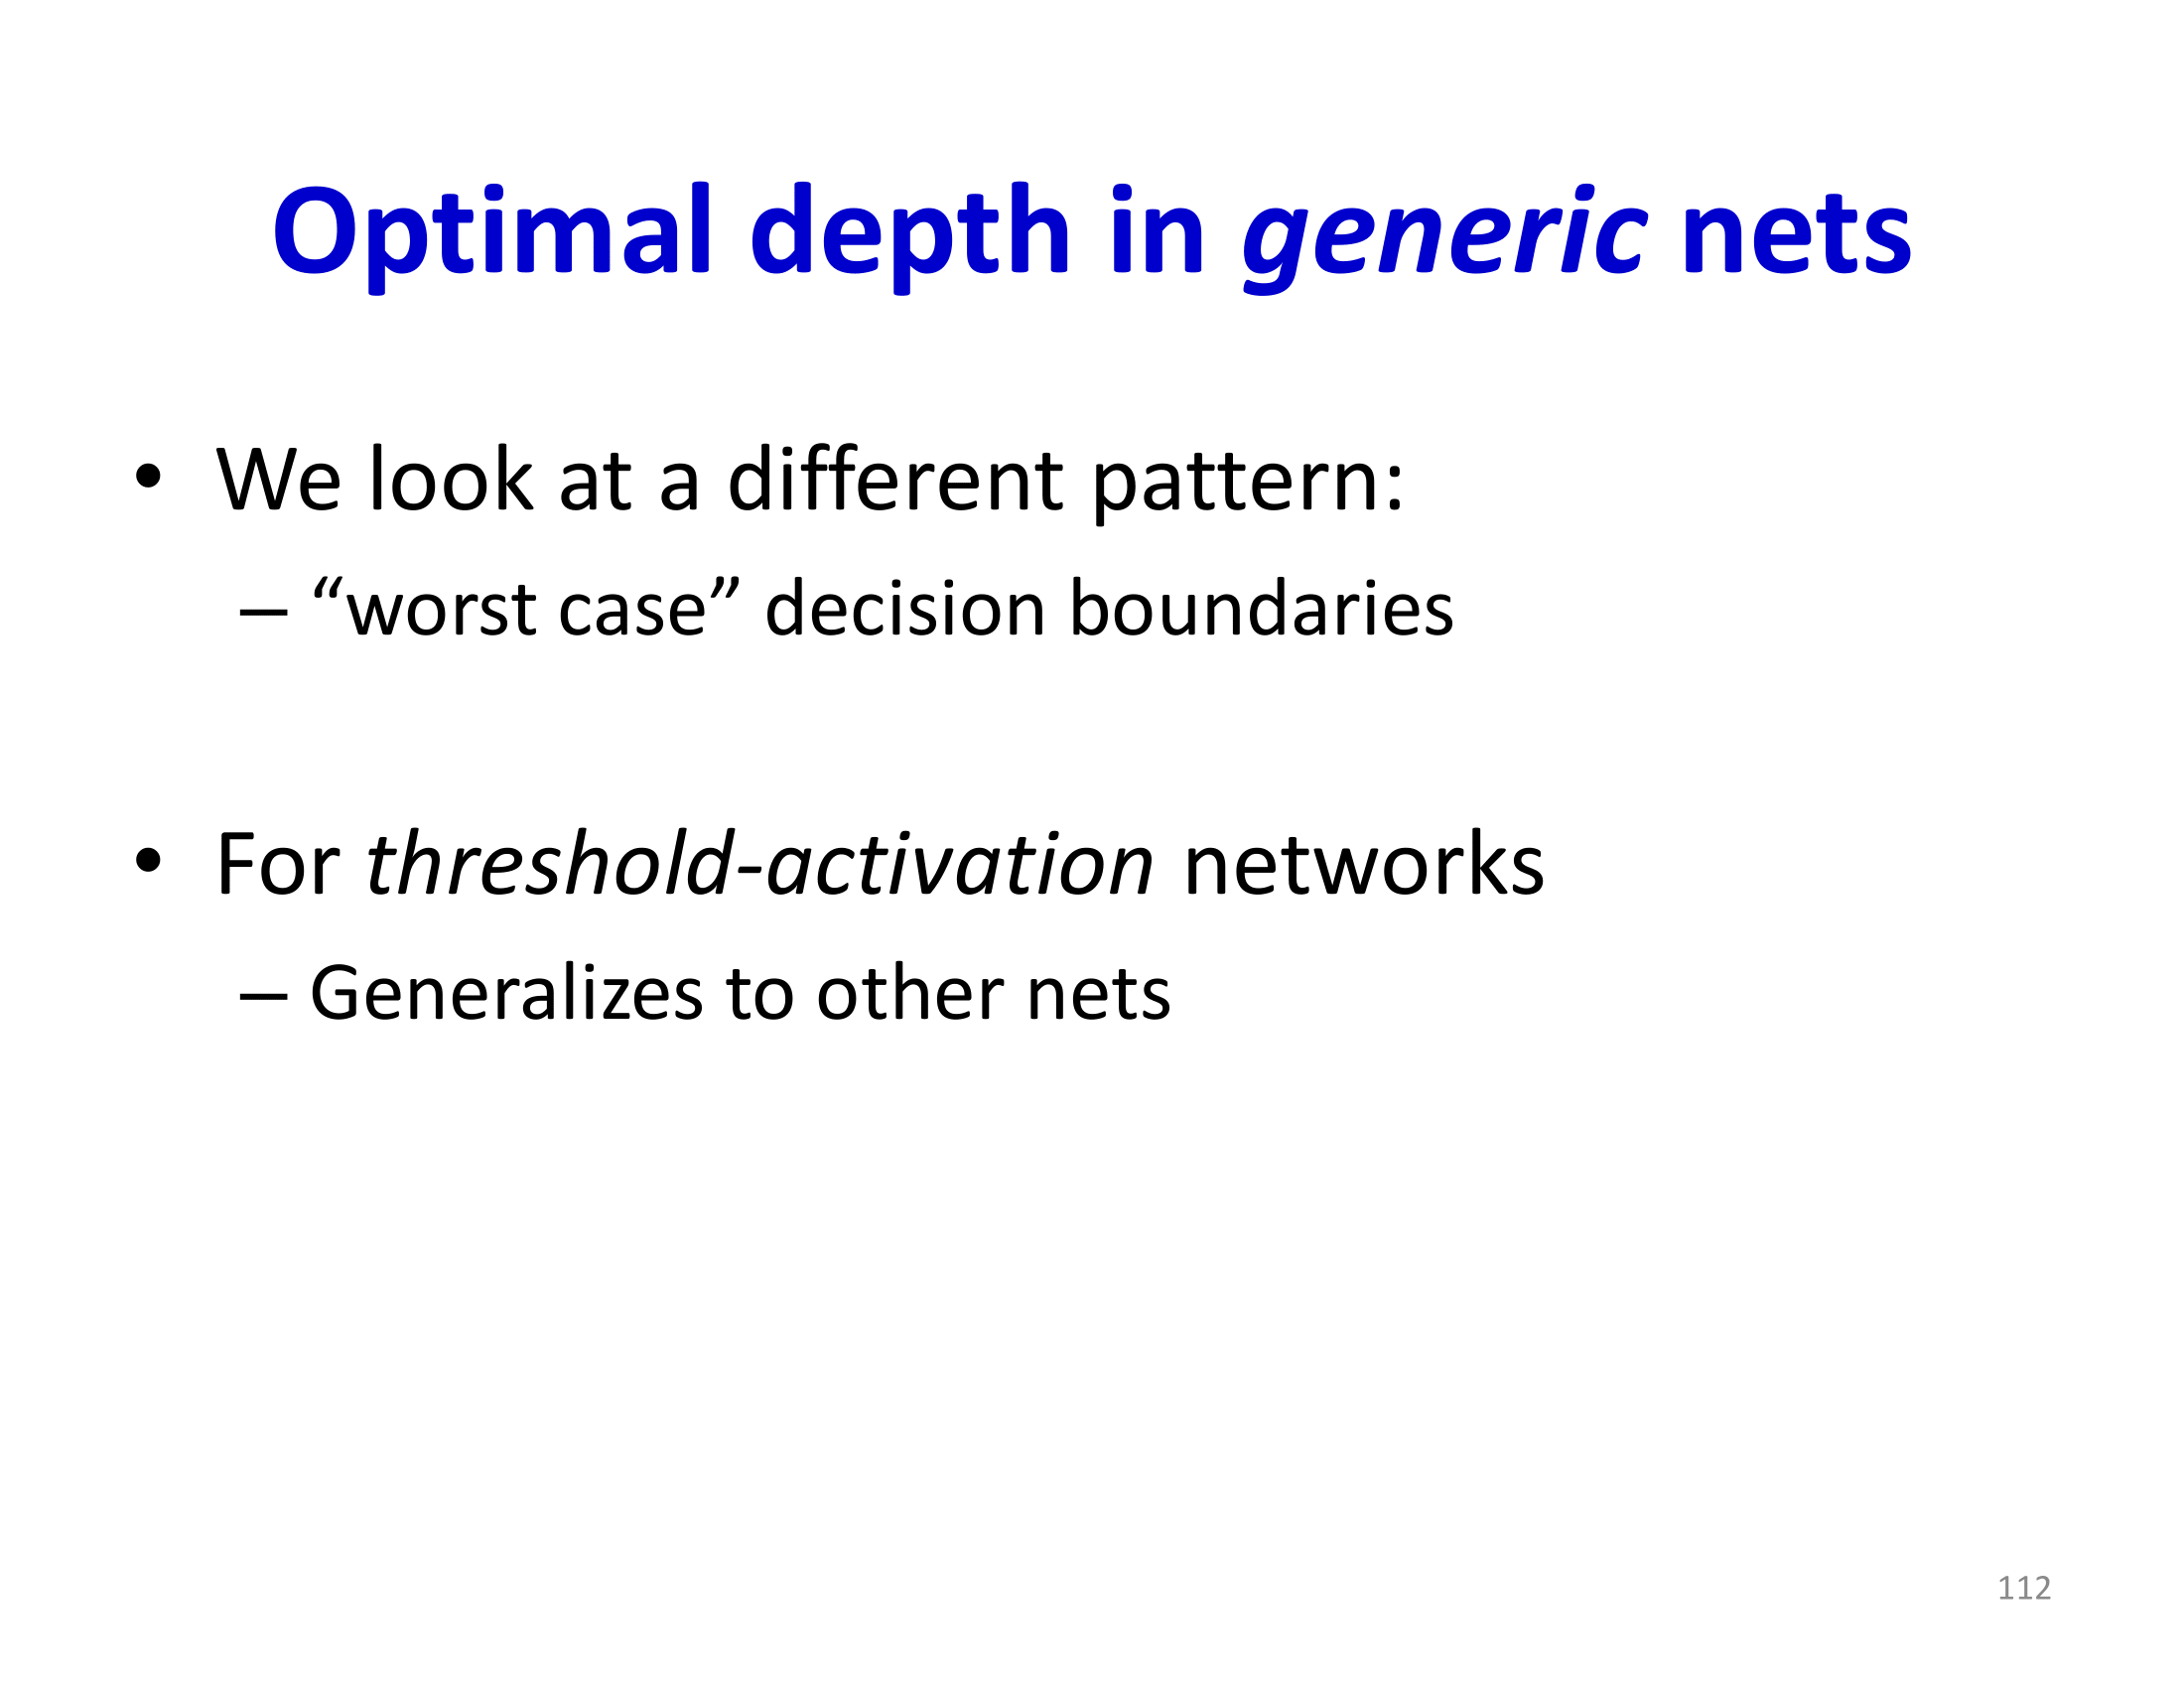 Optimal depth in generic nets
• We look at a different pattern:
– “worst case” decision boundaries
• For threshold-activation networks
– Generalizes to other nets
112